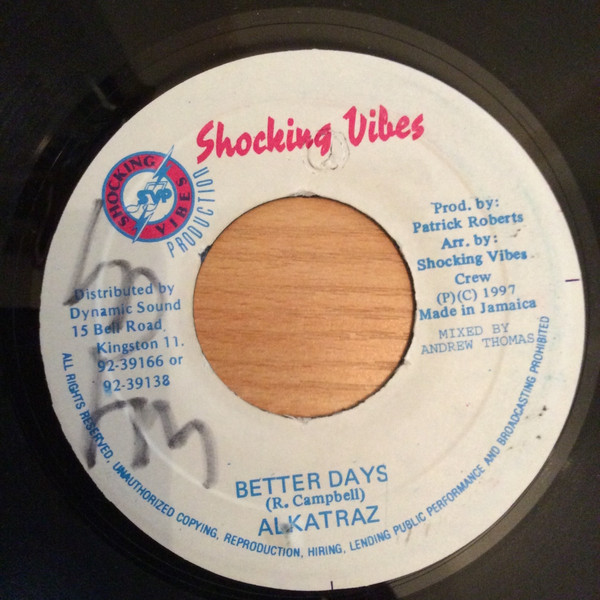 Shocking Vibes
SHOCKING VIBES
SVP
PRODUCTION
Prod. by:
Patrick Roberts
Arr. by:
Shocking Vibes
Crew
(P)(C) 1997
Made in Jamaica
MIXED BY
ANDREW THOMAS
Distributed by
Dynamic Sound
15 Bell Road,
Kingston 11.
92-39166 or
92-39138
BETTER DAYS
(R. Campbell)
ALKATRAZ
ALL RIGHTS RESERVED. UNAUTHORIZED COPYING, REPRODUCTION, HIRING, LENDING PUBLIC PERFORMANCE AND BROADCASTING PROHIBITED